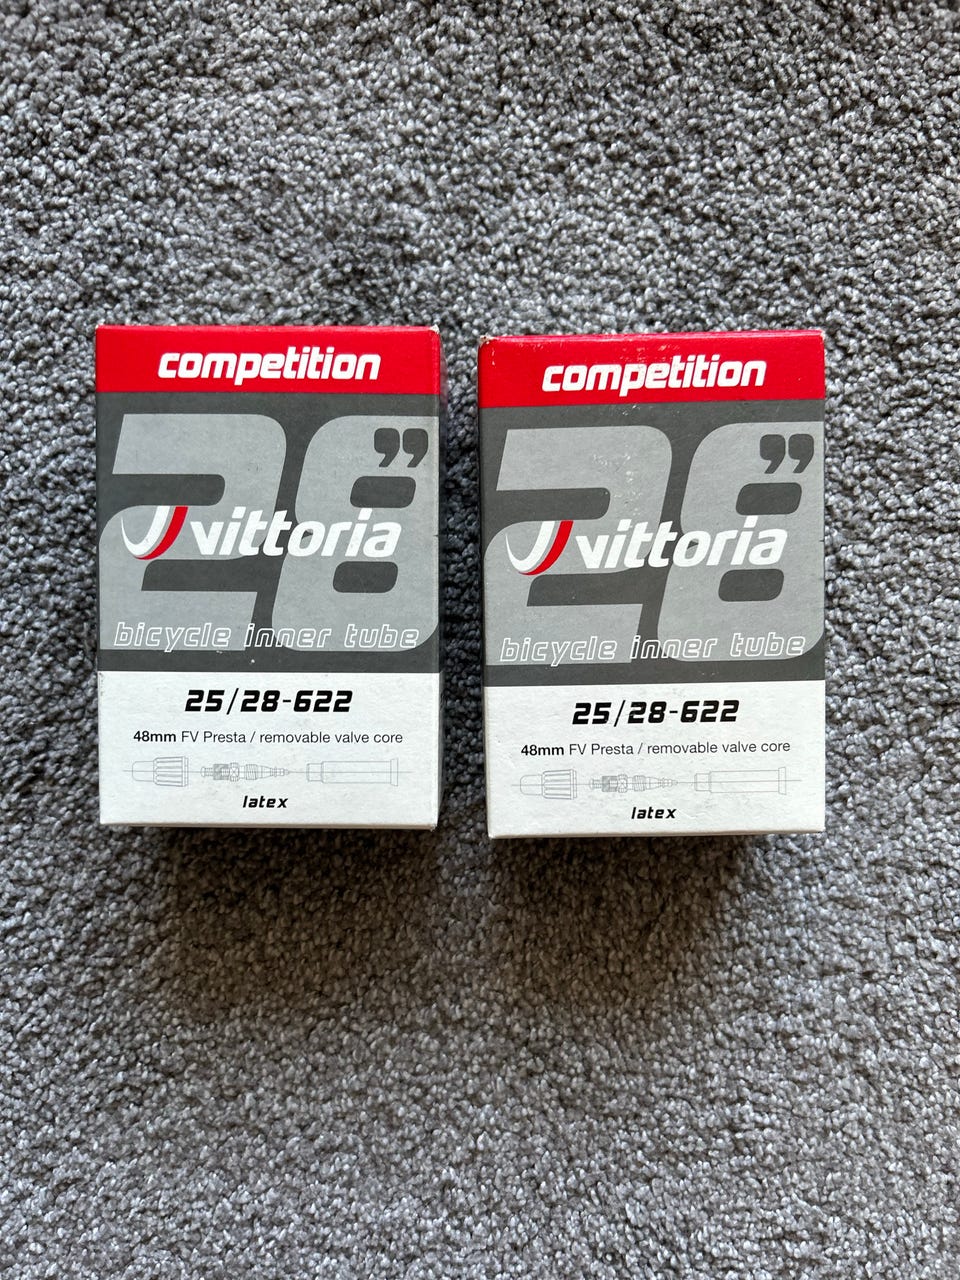 competition
28”
vittoria
bicycle inner tube
25/28-622
48mm FV Presta / removable valve core
latex
competition
28”
vittoria
bicycle inner tube
25/28-622
48mm FV Presta / removable valve core
latex